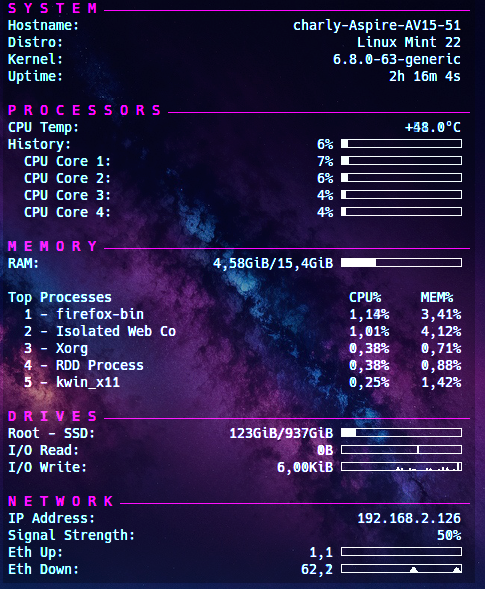 SYSTEM
Hostname: charly-Aspire-AV15-51
Distro: Linux Mint 22
Kernel: 6.8.0-63-generic
Uptime: 2h 16m 4s
PROCESSORS
CPU Temp: +48.0°C
History: 6%
CPU Core 1: 7%
CPU Core 2: 6%
CPU Core 3: 4%
CPU Core 4: 4%
MEMORY
RAM: 4,58GiB/15,4GiB
Top Processes CPU% MEM%
1 - firefox-bin 1,14% 3,41%
2 - Isolated Web Co 1,01% 4,12%
3 - Xorg 0,38% 0,71%
4 - RDD Process 0,38% 0,88%
5 - kwin_x11 0,25% 1,42%
DRIVES
Root - SSD: 123GiB/937GiB
I/O Read: 0B
I/O Write: 6,00KiB
NETWORK
IP Address: 192.168.2.126
Signal Strength: 50%
Eth Up: 1,1
Eth Down: 62,2